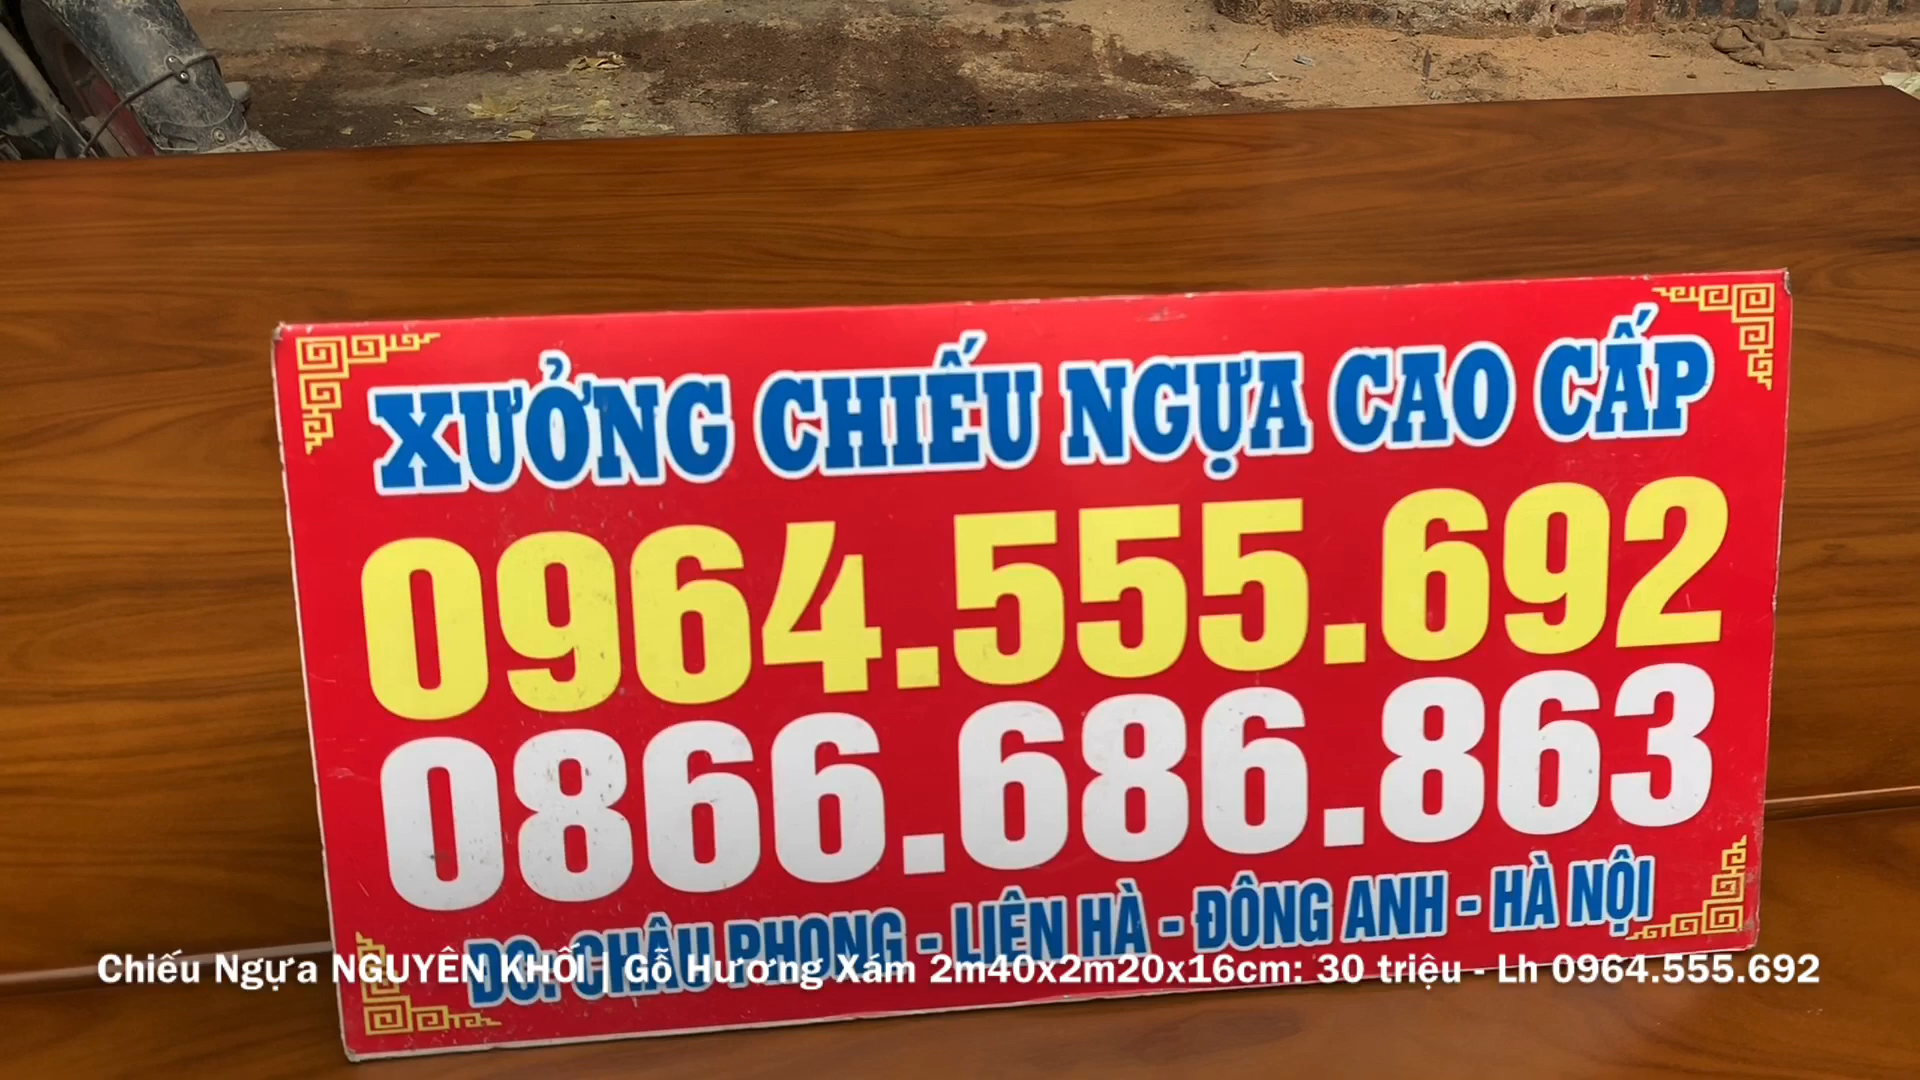 XƯỞNG CHIẾU NGỰA CAO CẤP
0964.555.692
0866.686.863
ĐC: CHÂU PHONG - LIÊN HÀ - ĐÔNG ANH - HÀ NỘI
Chiếu Ngựa NGUYÊN KHỐI | Gỗ Hương Xám 2m40x2m20x16cm: 30 triệu - Lh 0964.555.692